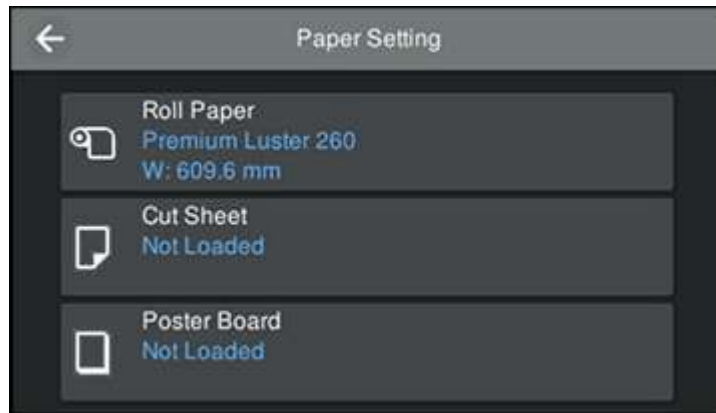 Paper Setting
Roll Paper
Premium Luster 260
W: 609.6 mm
Cut Sheet
Not Loaded
Poster Board
Not Loaded